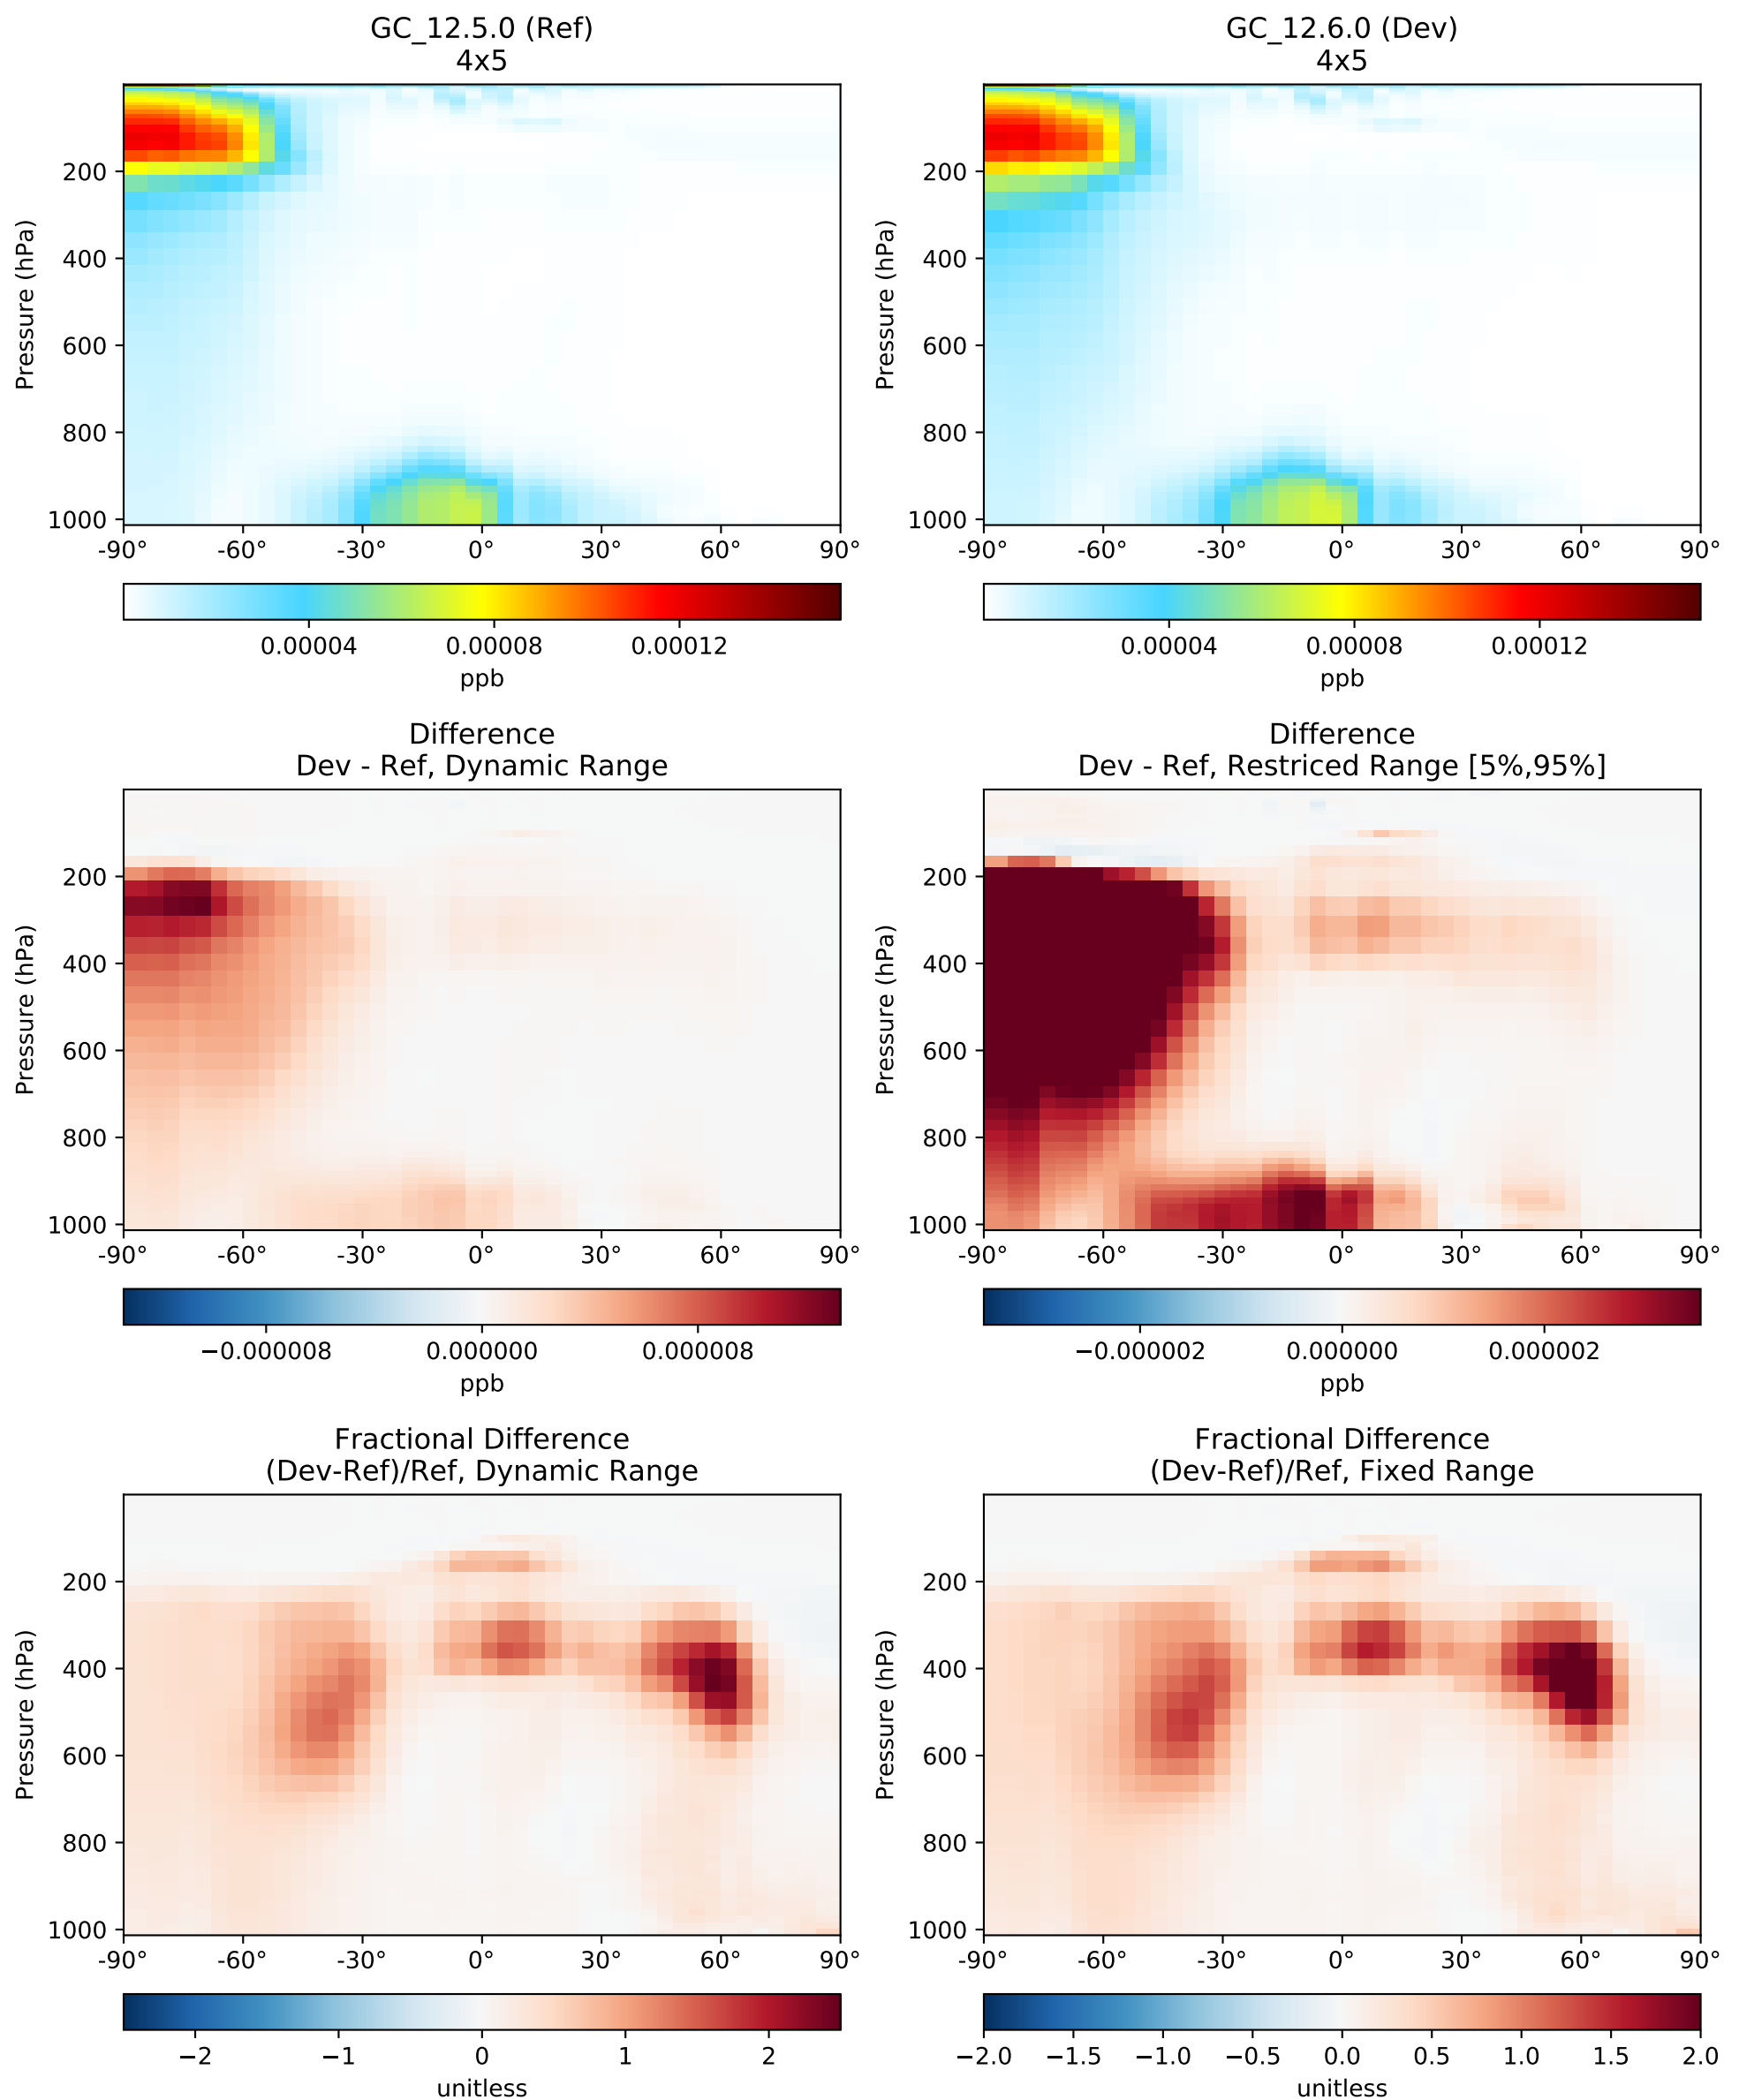 GC_12.5.0 (Ref)
4x5
GC_12.6.0 (Dev)
4x5
Pressure (hPa)
200
400
600
800
1000
-90° -60° -30° 0° 30° 60° 90°
0.00004 0.00008 0.00012
ppb
Pressure (hPa)
200
400
600
800
1000
-90° -60° -30° 0° 30° 60° 90°
0.00004 0.00008 0.00012
ppb
Difference
Dev - Ref, Dynamic Range
Difference
Dev - Ref, Restriced Range [5%,95%]
Pressure (hPa)
200
400
600
800
1000
-90° -60° -30° 0° 30° 60° 90°
−0.000008 0.000000 0.000008
ppb
Pressure (hPa)
200
400
600
800
1000
-90° -60° -30° 0° 30° 60° 90°
−0.000002 0.000000 0.000002
ppb
Fractional Difference
(Dev-Ref)/Ref, Dynamic Range
Fractional Difference
(Dev-Ref)/Ref, Fixed Range
Pressure (hPa)
200
400
600
800
1000
-90° -60° -30° 0° 30° 60° 90°
−2 −1 0 1 2
unitless
Pressure (hPa)
200
400
600
800
1000
-90° -60° -30° 0° 30° 60° 90°
−2.0 −1.5 −1.0 −0.5 0.0 0.5 1.0 1.5 2.0
unitless